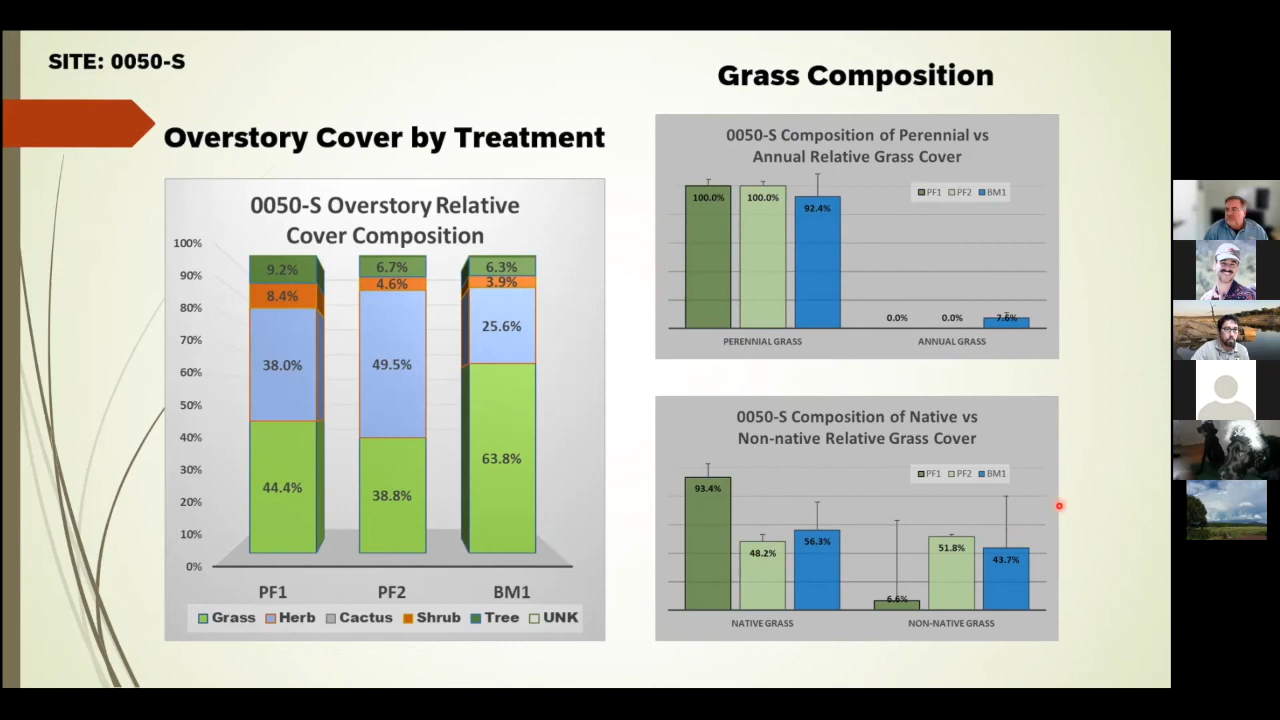 SITE: 0050-S
Overstory Cover by Treatment
0050-S Overstory Relative
Cover Composition
100%
90%
80%
70%
60%
50%
40%
30%
20%
10%
0%
9.2%
8.4%
38.0%
44.4%
6.7%
4.6%
49.5%
38.8%
6.3%
3.9%
25.6%
63.8%
PF1 PF2 BM1
Grass Herb Cactus Shrub Tree UNK
Grass Composition
0050-S Composition of Perennial vs
Annual Relative Grass Cover
PF1 PF2 BM1
100.0% 100.0% 92.4% 0.0% 0.0% 7.6%
PERENNIAL GRASS ANNUAL GRASS
0050-S Composition of Native vs
Non-native Relative Grass Cover
PF1 PF2 BM1
93.4% 48.2% 56.3% 6.6% 51.8% 43.7%
NATIVE GRASS NON-NATIVE GRASS